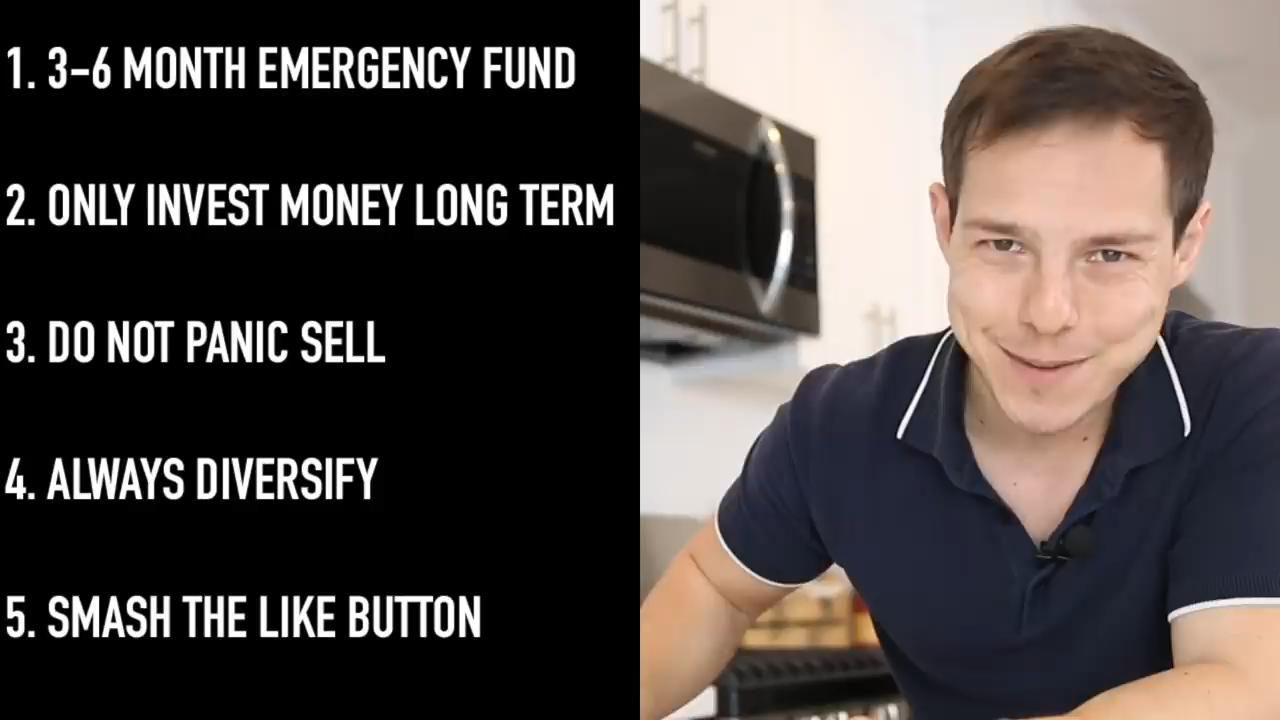 1. 3-6 MONTH EMERGENCY FUND
2. ONLY INVEST MONEY LONG TERM
3. DO NOT PANIC SELL
4. ALWAYS DIVERSIFY
5. SMASH THE LIKE BUTTON